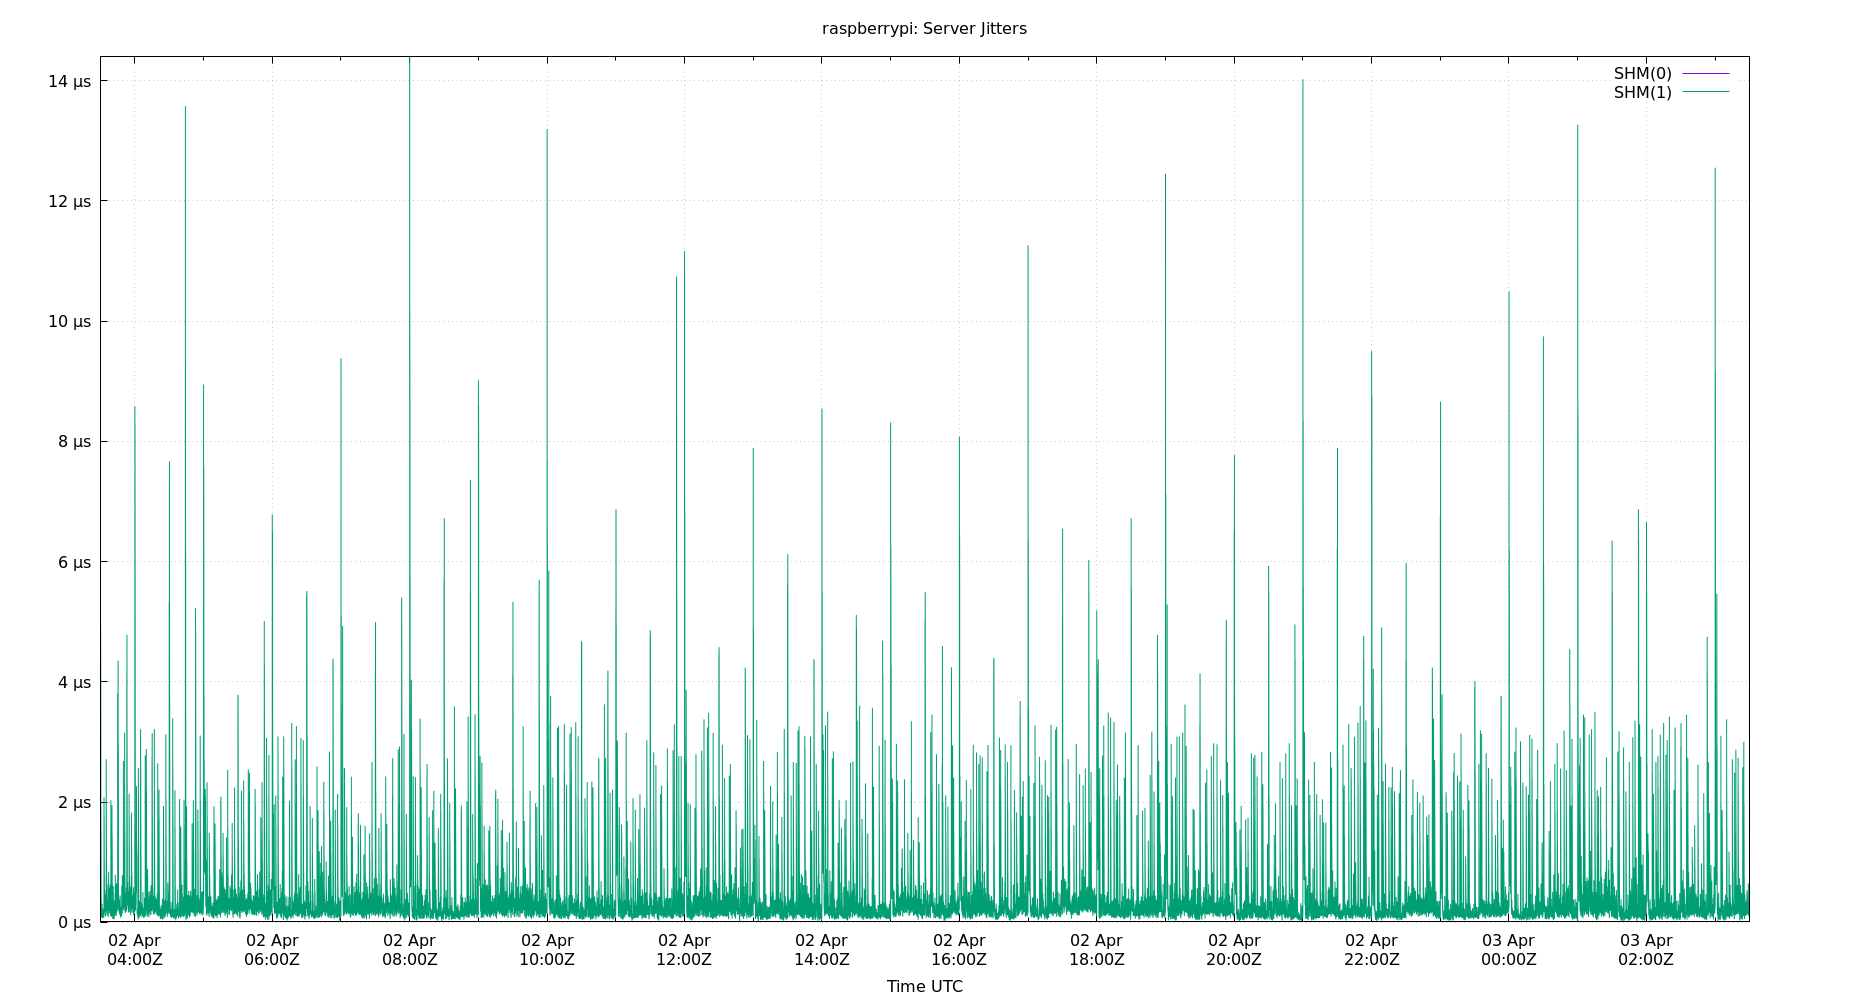 raspberrypi: Server Jitters
14 µs
12 µs
10 µs
8 µs
6 µs
4 µs
2 µs
0 µs
SHM(0)
SHM(1)
02 Apr 02 Apr 02 Apr 02 Apr 02 Apr 02 Apr 02 Apr 02 Apr 02 Apr 02 Apr 03 Apr 03 Apr
04:00Z 06:00Z 08:00Z 10:00Z 12:00Z 14:00Z 16:00Z 18:00Z 20:00Z 22:00Z 00:00Z 02:00Z
Time UTC